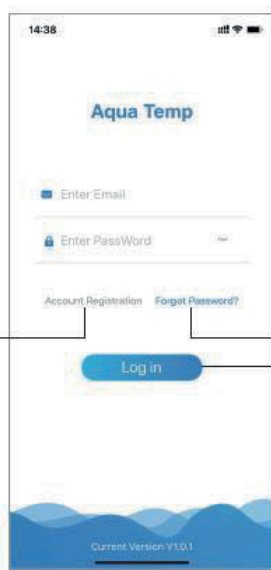 14:38
Aqua Temp
Enter Email
Enter PassWord
Account Registration Forgot Password?
Log in
Current Version V1.0.1